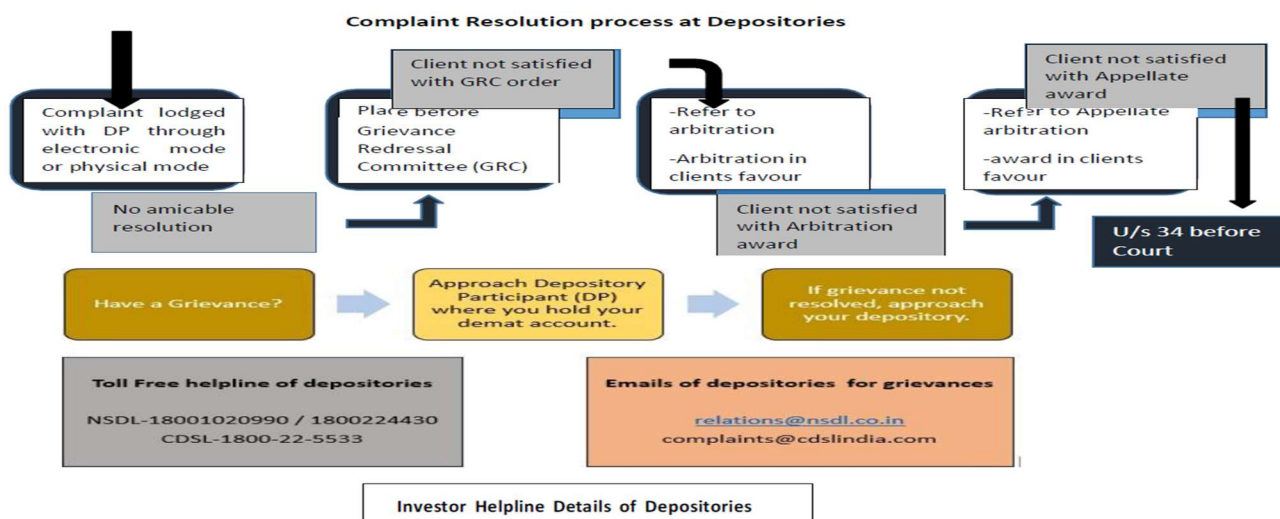 Complaint Resolution process at Depositories
Complaint lodged
with DP through
electronic mode
or physical mode
No amicable
resolution
Place before
Grievance
Redressal
Committee (GRC)
Client not satisfied
with GRC order
-Refer to
arbitration
-Arbitration in
clients favour
Client not satisfied
with Arbitration
award
-Refer to Appellate
arbitration
-award in clients
favour
Client not satisfied
with Appellate
award
U/s 34 before
Court
Have a Grievance?
Approach Depository
Participant (DP)
where you hold your
demat account.
If grievance not
resolved, approach
your depository.
Toll Free helpline of depositories
NSDL-18001020990 / 1800224430
CDSL-1800-22-5533
Emails of depositories for grievances
relations@nsdl.co.in
complaints@cdslindia.com
Investor Helpline Details of Depositories